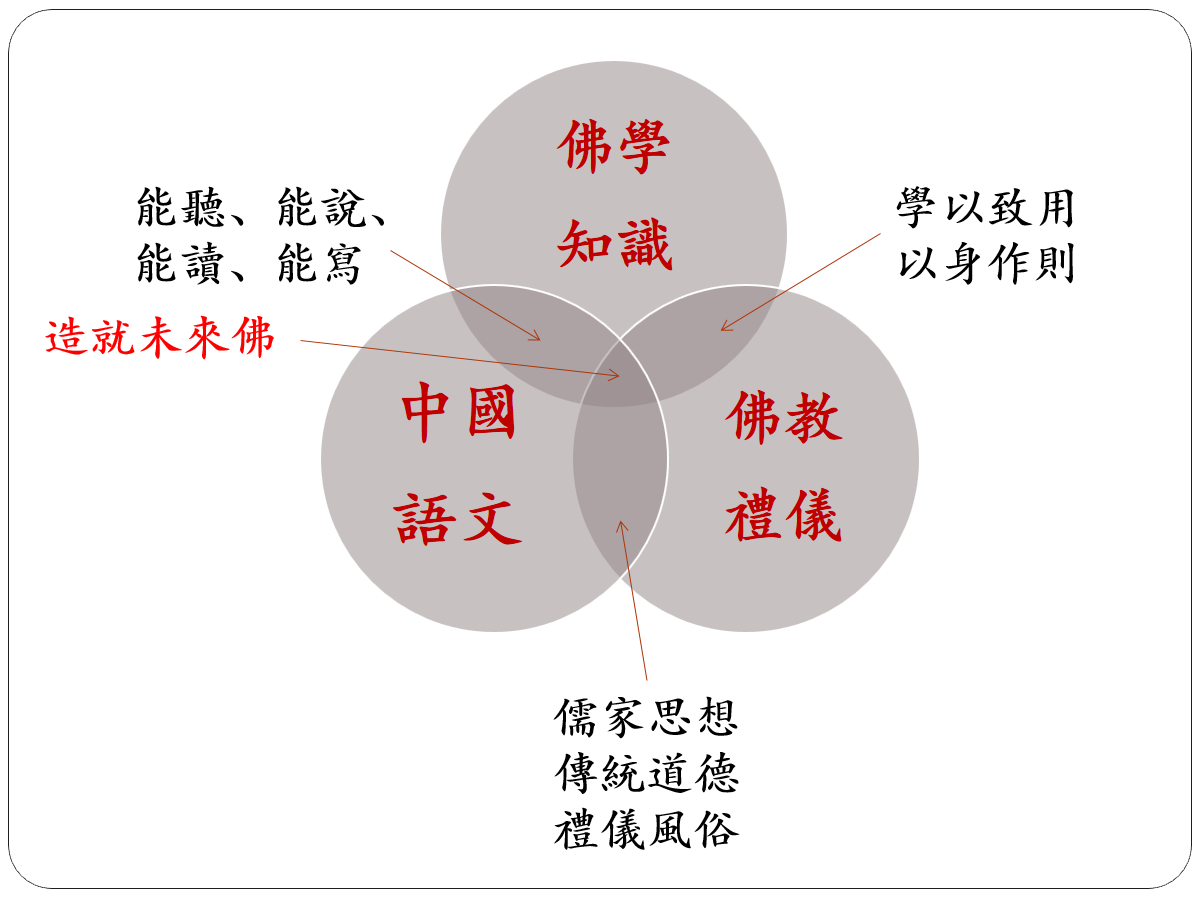 佛學
知識
能聽、能說、
能讀、能寫
學以致用
以身作則
造就未來佛
中國
語文
佛教
禮儀
儒家思想
傳統道德
禮儀風俗